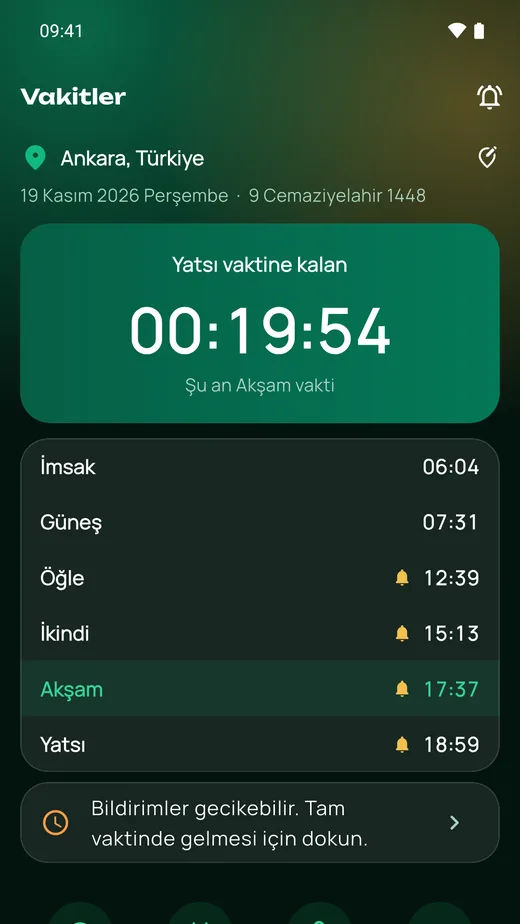 09:41
Vakitler
Ankara, Türkiye
19 Kasım 2026 Perşembe · 9 Cemaziyelahir 1448
Yatsı vaktine kalan
00:19:54
Şu an Akşam vakti
İmsak 06:04
Güneş 07:31
Öğle 12:39
İkindi 15:13
Akşam 17:37
Yatsı 18:59
Bildirimler gecikebilir. Tam
vaktinde gelmesi için dokun.